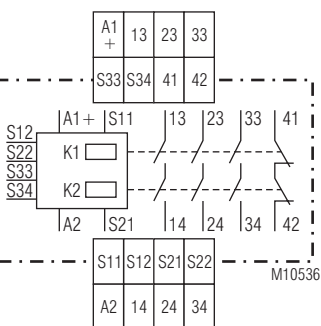 A1 + 13 23 33
S33 S34 41 42
A1+ S11 13 23 33 41
S12
S22
S33
S34
K1
K2
A2 S21 14 24 34 42
S11 S12 S21 S22
M10536
A2 14 24 34